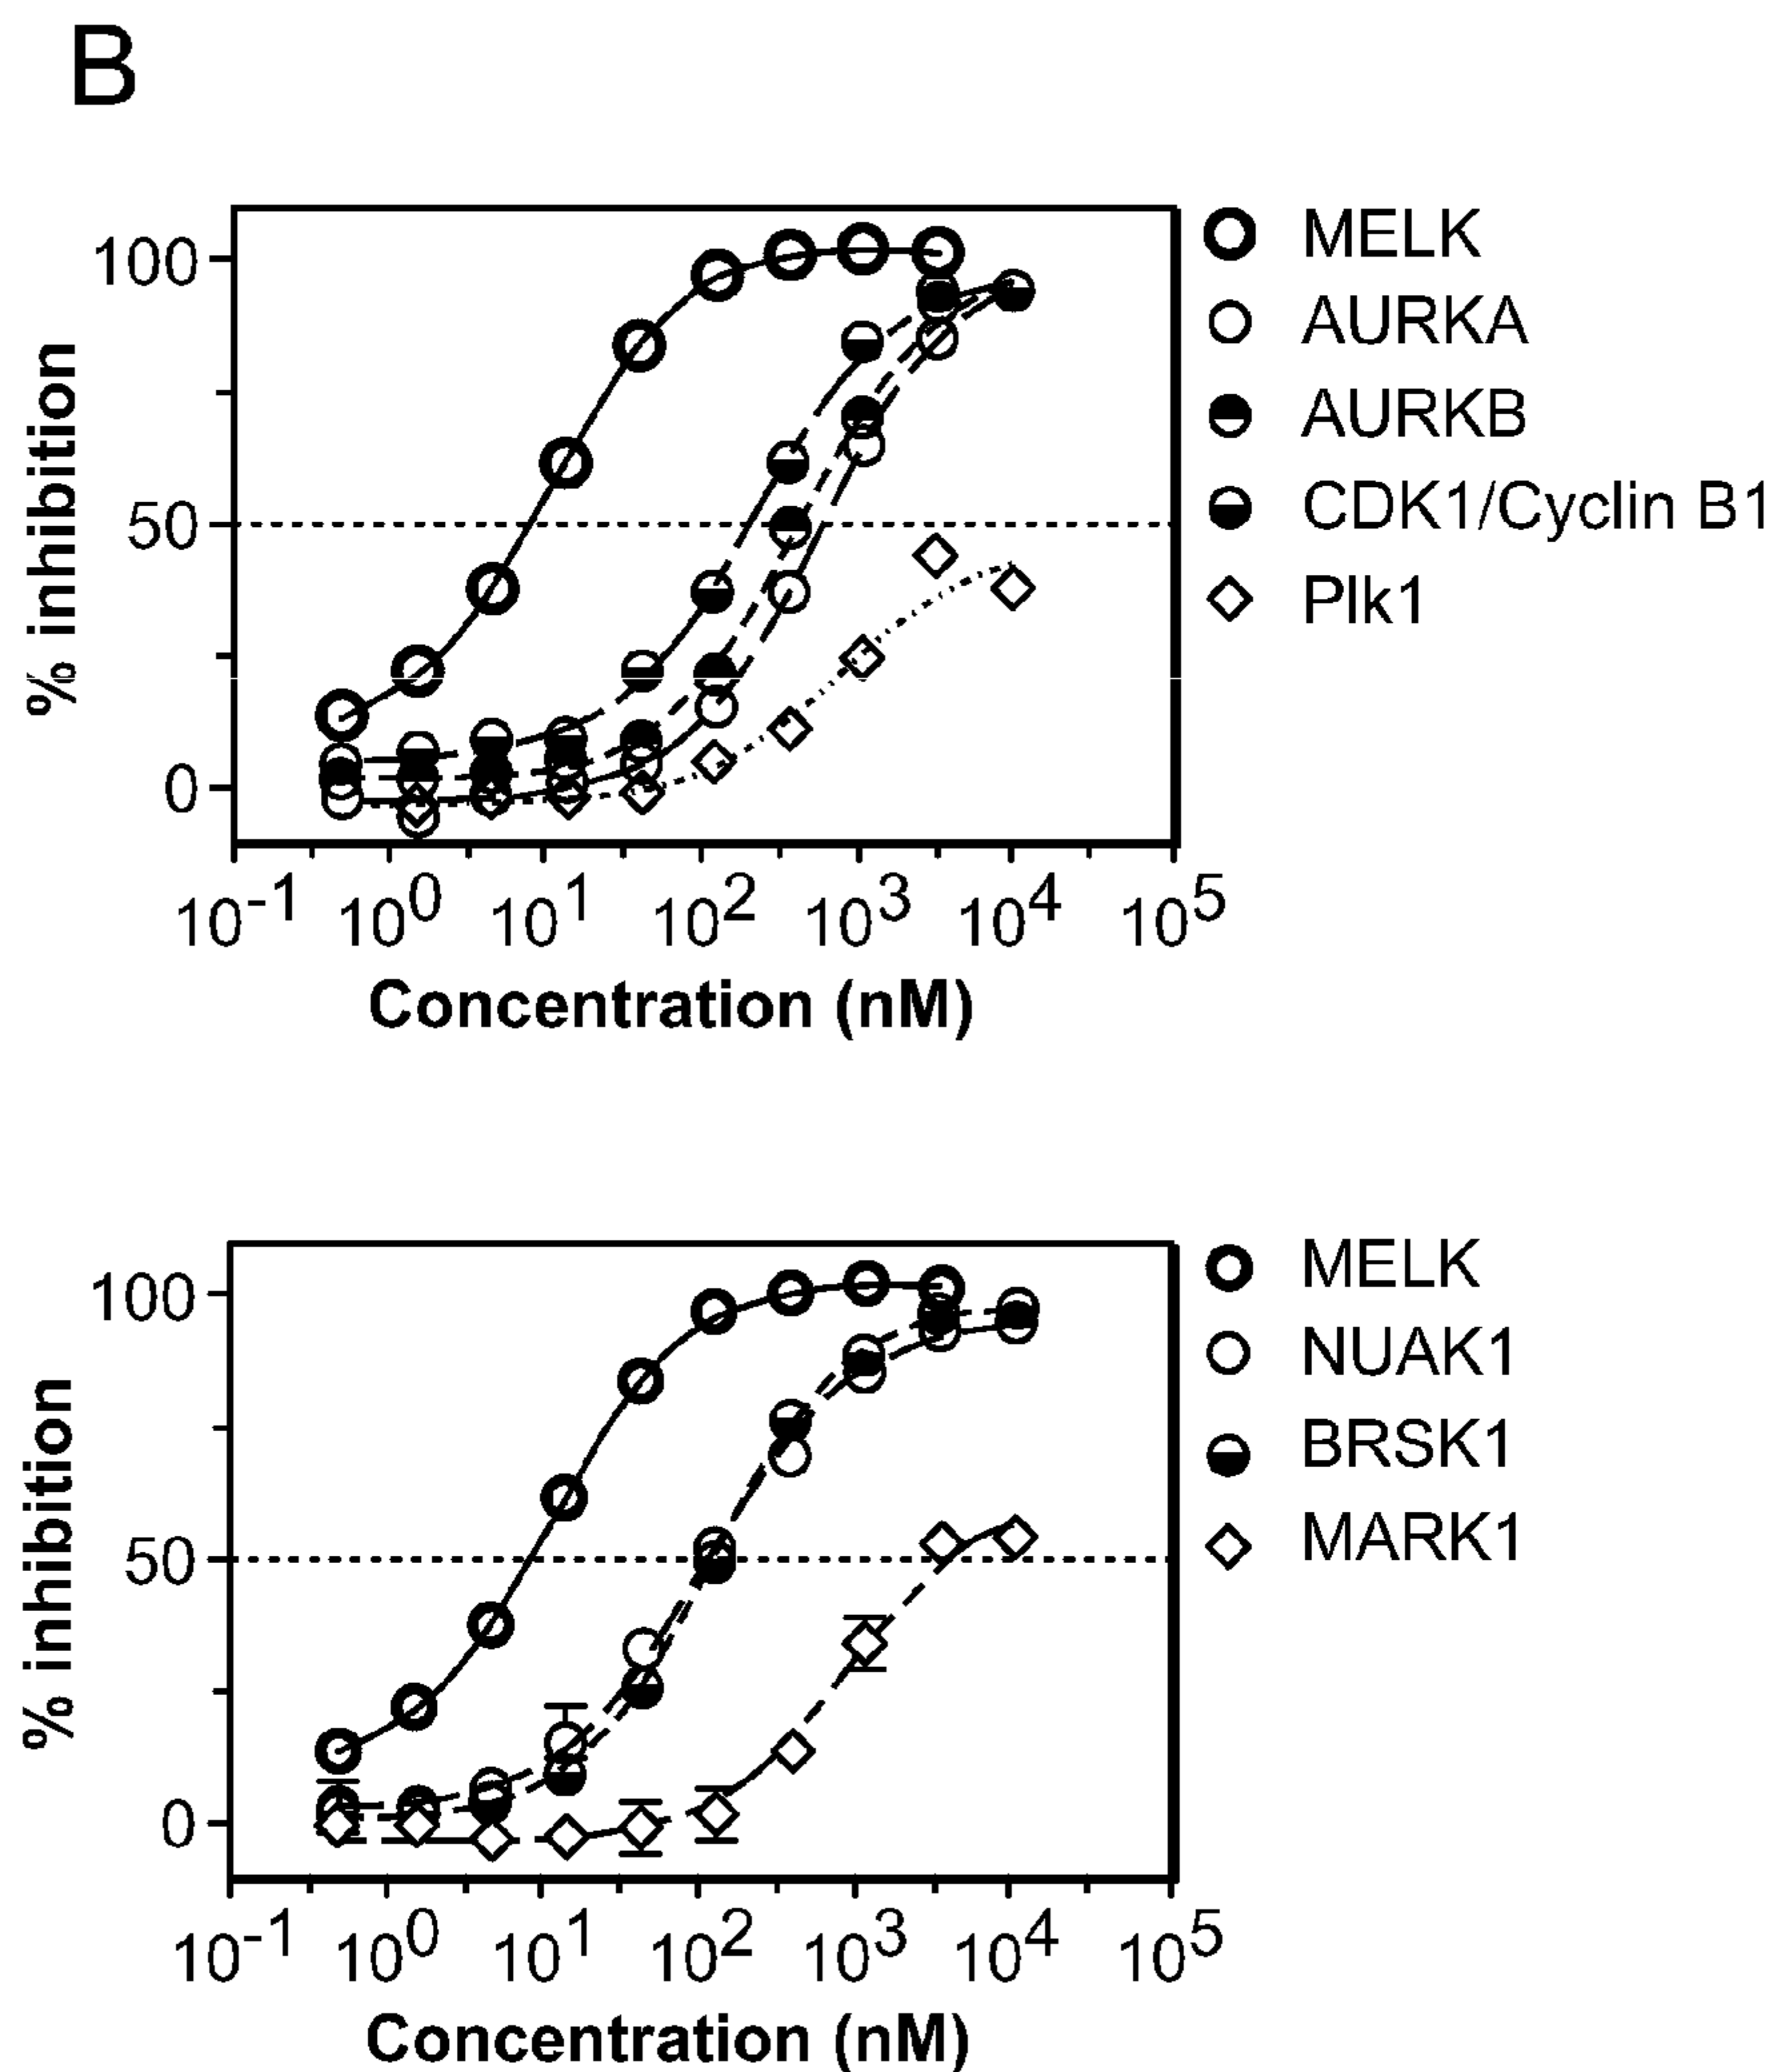 B
100
50
0
% inhibition
10-1 100 101 102 103 104 105
Concentration (nM)
MELK
AURKA
AURKB
CDK1/Cyclin B1
Plk1
100
50
0
% inhibition
10-1 100 101 102 103 104 105
Concentration (nM)
MELK
NUAK1
BRSK1
MARK1